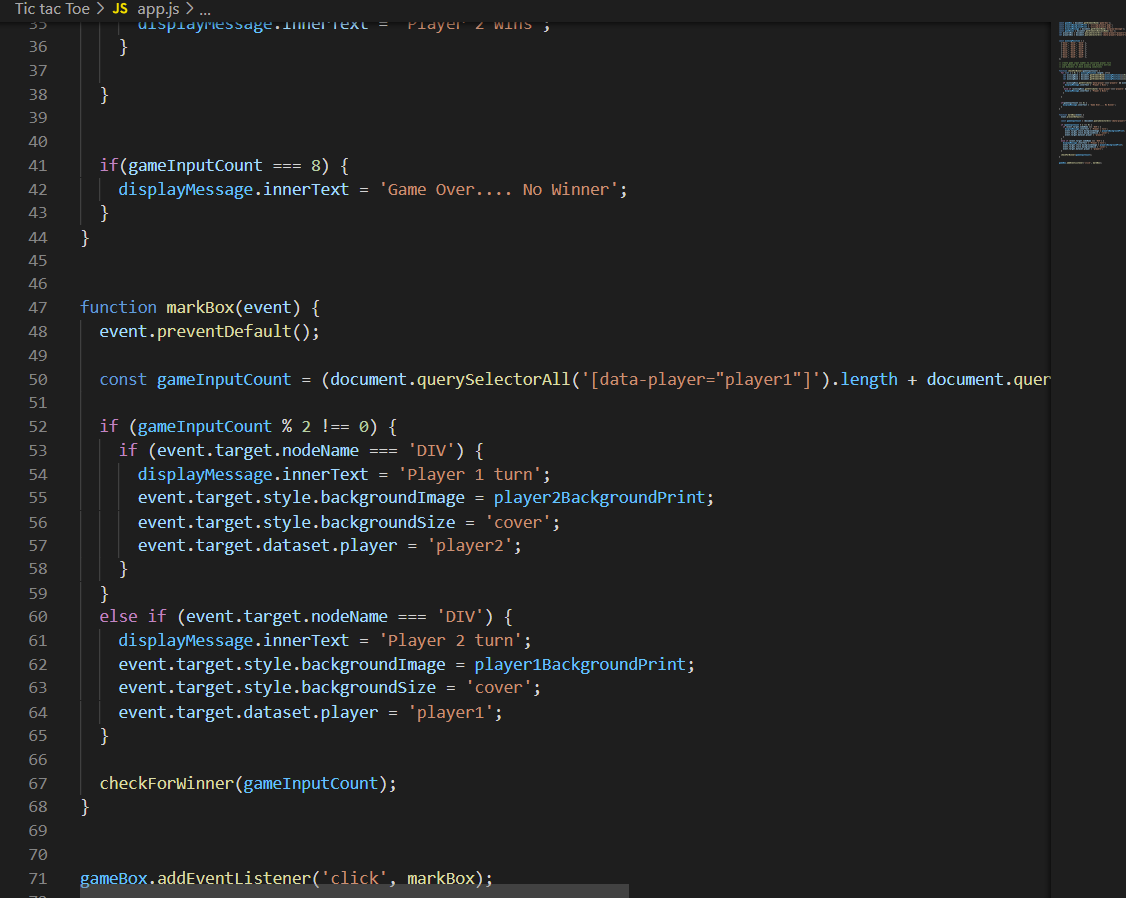 Tic tac Toe > JS app.js > ...
35 displayMessage.innerText = 'Player 2 Wins';
36 }
37
38 }
39
40
41 if(gameInputCount === 8) {
42 displayMessage.innerText = 'Game Over.... No Winner';
43 }
44 }
45
46
47 function markBox(event) {
48 event.preventDefault();
49
50 const gameInputCount = (document.querySelectorAll('[data-player="player1"]').length + document.quer
51
52 if (gameInputCount % 2 !== 0) {
53 if (event.target.nodeName === 'DIV') {
54 displayMessage.innerText = 'Player 1 turn';
55 event.target.style.backgroundImage = player2BackgroundPrint;
56 event.target.style.backgroundSize = 'cover';
57 event.target.dataset.player = 'player2';
58 }
59 }
60 else if (event.target.nodeName === 'DIV') {
61 displayMessage.innerText = 'Player 2 turn';
62 event.target.style.backgroundImage = player1BackgroundPrint;
63 event.target.style.backgroundSize = 'cover';
64 event.target.dataset.player = 'player1';
65 }
66
67 checkForWinner(gameInputCount);
68 }
69
70
71 gameBox.addEventListener('click', markBox);